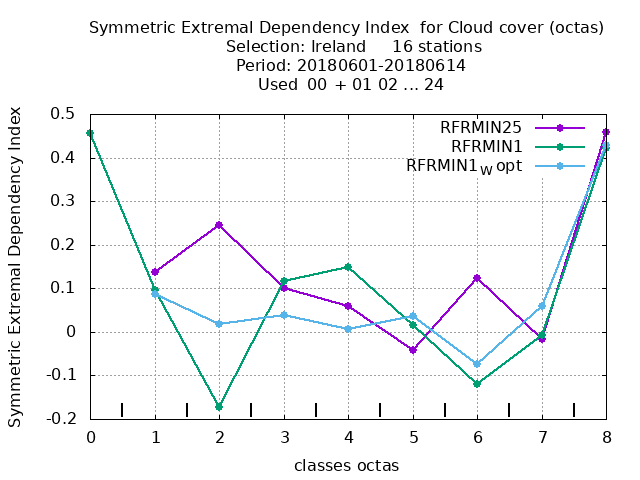 Symmetric Extremal Dependency Index for Cloud cover (octas)
Selection: Ireland 16 stations
Period: 20180601-20180614
Used 00 + 01 02 ... 24
Symmetric Extremal Dependency Index
0.5
0.4
0.3
0.2
0.1
0
-0.1
-0.2
RFRMIN25
RFRMIN1
RFRMIN1w opt
0 1 2 3 4 5 6 7 8
classes octas